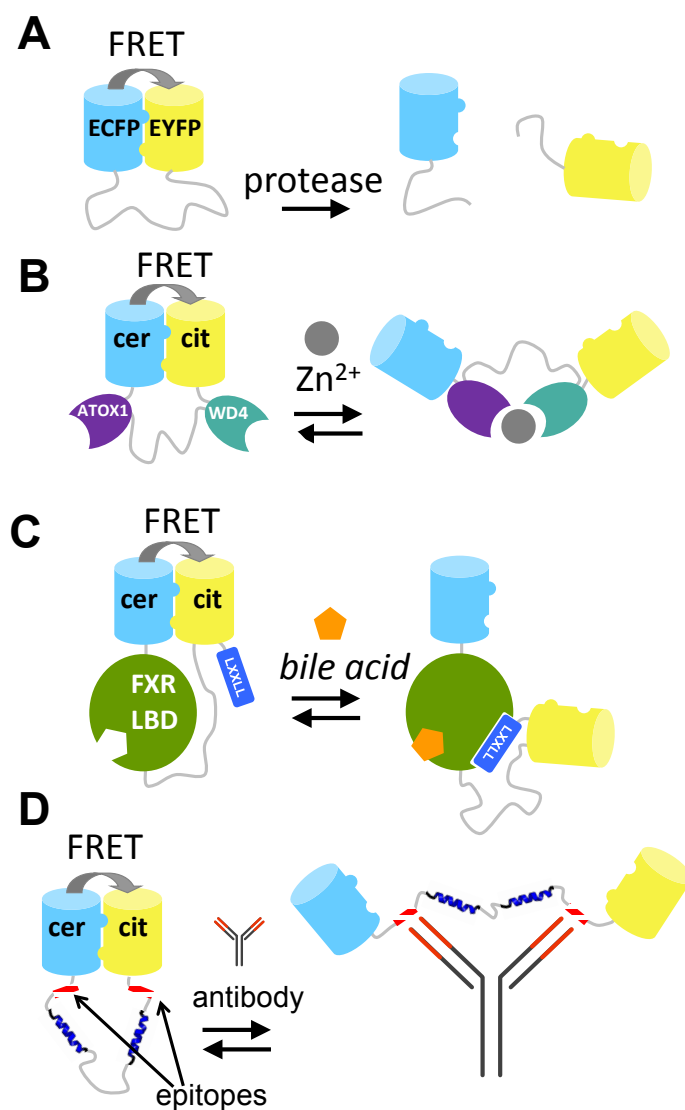 A
FRET
ECFP EYFP
protease
B
FRET
cer cit
Zn²⁺
ATOX1 WD4
C
FRET
cer cit
LXXLL
bile acid
FXR
LBD
LXXLL
D
FRET
cer cit
antibody
epitopes